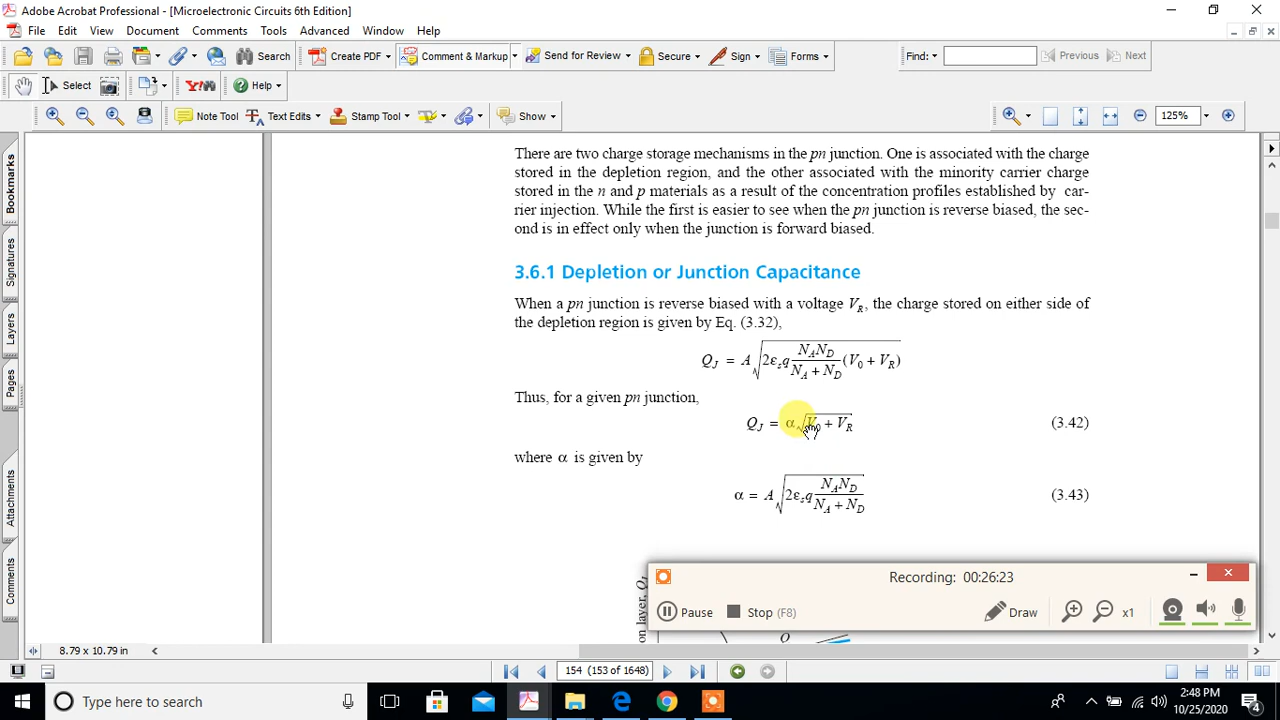 Adobe Acrobat Professional - [Microelectronic Circuits 6th Edition]
File Edit View Document Comments Tools Advanced Window Help
Search Create PDF Comment & Markup Send for Review Secure Sign Forms Find: Previous Next
Select Y! Help
Note Tool Text Edits Stamp Tool Show 125%
Bookmarks
Signatures
Layers
Pages
Attachments
Comments
There are two charge storage mechanisms in the pn junction. One is associated with the charge
stored in the depletion region, and the other associated with the minority carrier charge
stored in the n and p materials as a result of the concentration profiles established by car-
rier injection. While the first is easier to see when the pn junction is reverse biased, the sec-
ond is in effect only when the junction is forward biased.
3.6.1 Depletion or Junction Capacitance
When a pn junction is reverse biased with a voltage V_R, the charge stored on either side of
the depletion region is given by Eq. (3.32),
Q_J = A√(2ε_s q (N_A N_D)/(N_A + N_D) (V_0 + V_R))
Thus, for a given pn junction,
Q_J = α√(V_0 + V_R) (3.42)
where α is given by
α = A√(2ε_s q (N_A N_D)/(N_A + N_D)) (3.43)
on layer, Q_J
O
Recording: 00:26:23
Pause Stop (F8) Draw x1
8.79 x 10.79 in
154 (153 of 1648)
Type here to search
2:48 PM
10/25/2020
4